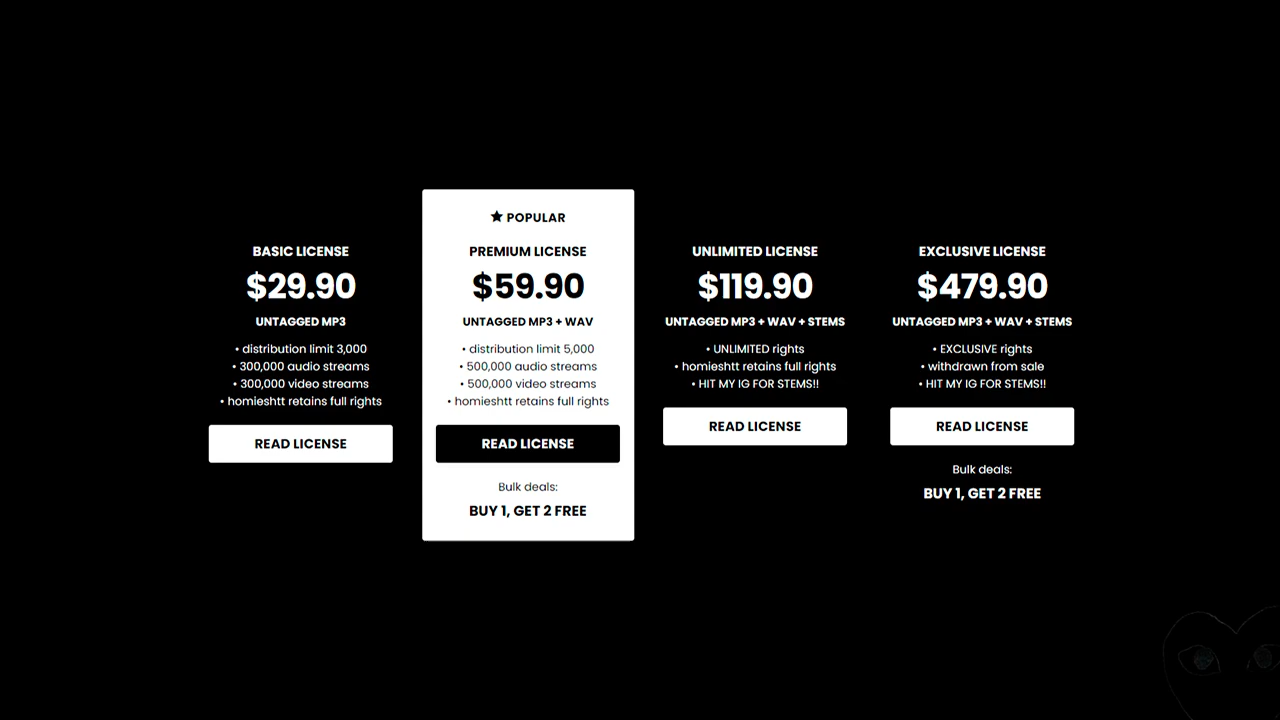 BASIC LICENSE
$29.90
UNTAGGED MP3
• distribution limit 3,000
• 300,000 audio streams
• 300,000 video streams
• homieshtt retains full rights
READ LICENSE
★ POPULAR
PREMIUM LICENSE
$59.90
UNTAGGED MP3 + WAV
• distribution limit 5,000
• 500,000 audio streams
• 500,000 video streams
• homieshtt retains full rights
READ LICENSE
Bulk deals:
BUY 1, GET 2 FREE
UNLIMITED LICENSE
$119.90
UNTAGGED MP3 + WAV + STEMS
• UNLIMITED rights
• homieshtt retains full rights
• HIT MY IG FOR STEMS!!
READ LICENSE
EXCLUSIVE LICENSE
$479.90
UNTAGGED MP3 + WAV + STEMS
• EXCLUSIVE rights
• withdrawn from sale
• HIT MY IG FOR STEMS!!
READ LICENSE
Bulk deals:
BUY 1, GET 2 FREE